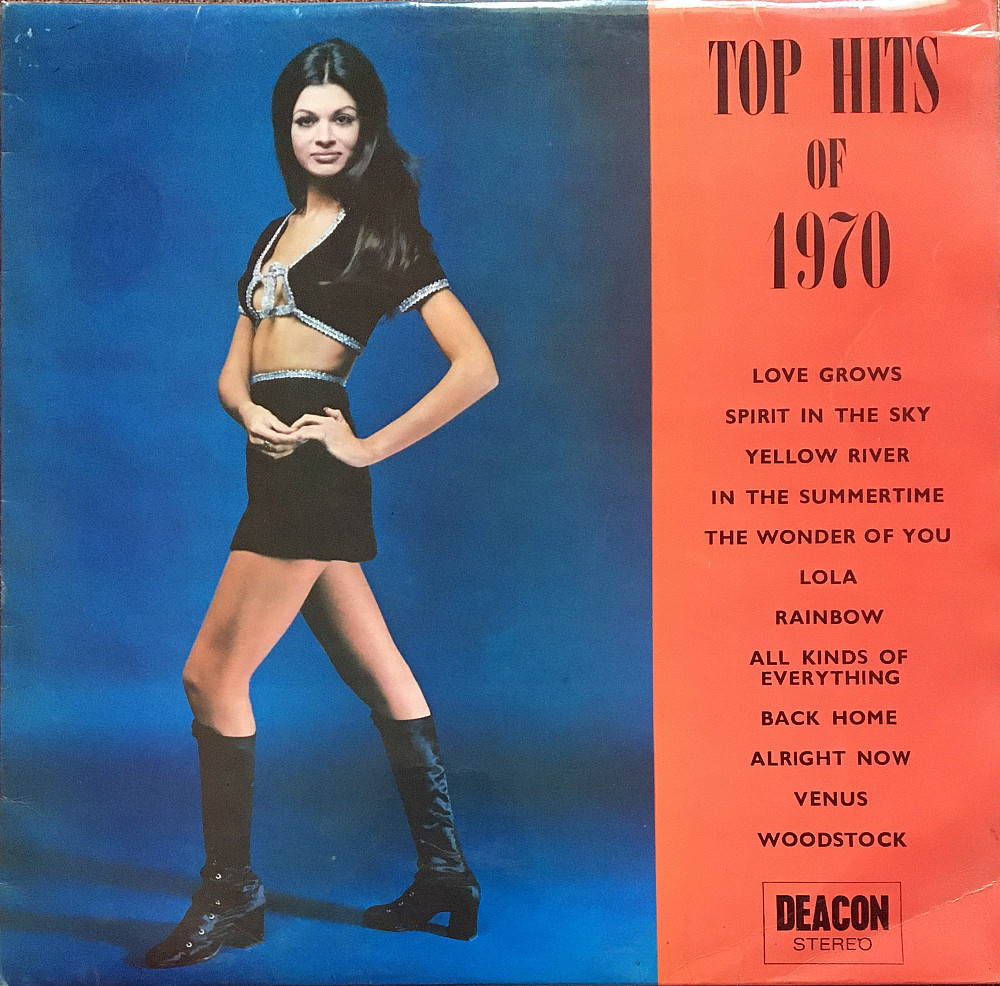 TOP HITS
OF
1970
LOVE GROWS
SPIRIT IN THE SKY
YELLOW RIVER
IN THE SUMMERTIME
THE WONDER OF YOU
LOLA
RAINBOW
ALL KINDS OF
EVERYTHING
BACK HOME
ALRIGHT NOW
VENUS
WOODSTOCK
DEACON
STEREO